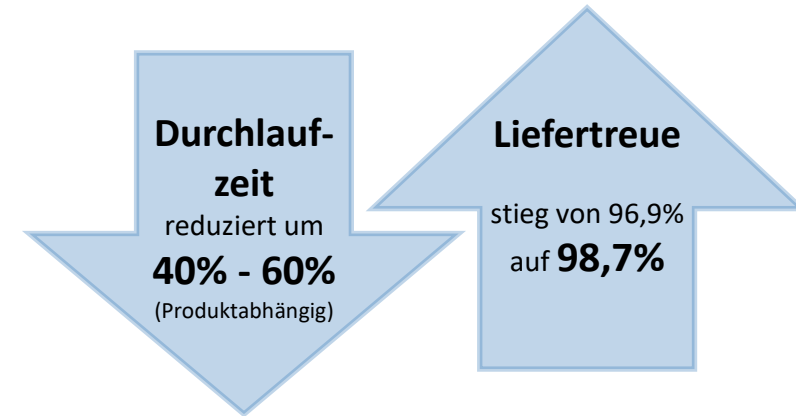 Durchlauf-
zeit
reduziert um
40% - 60%
(Produktabhängig)
Liefertreue
stieg von 96,9%
auf 98,7%